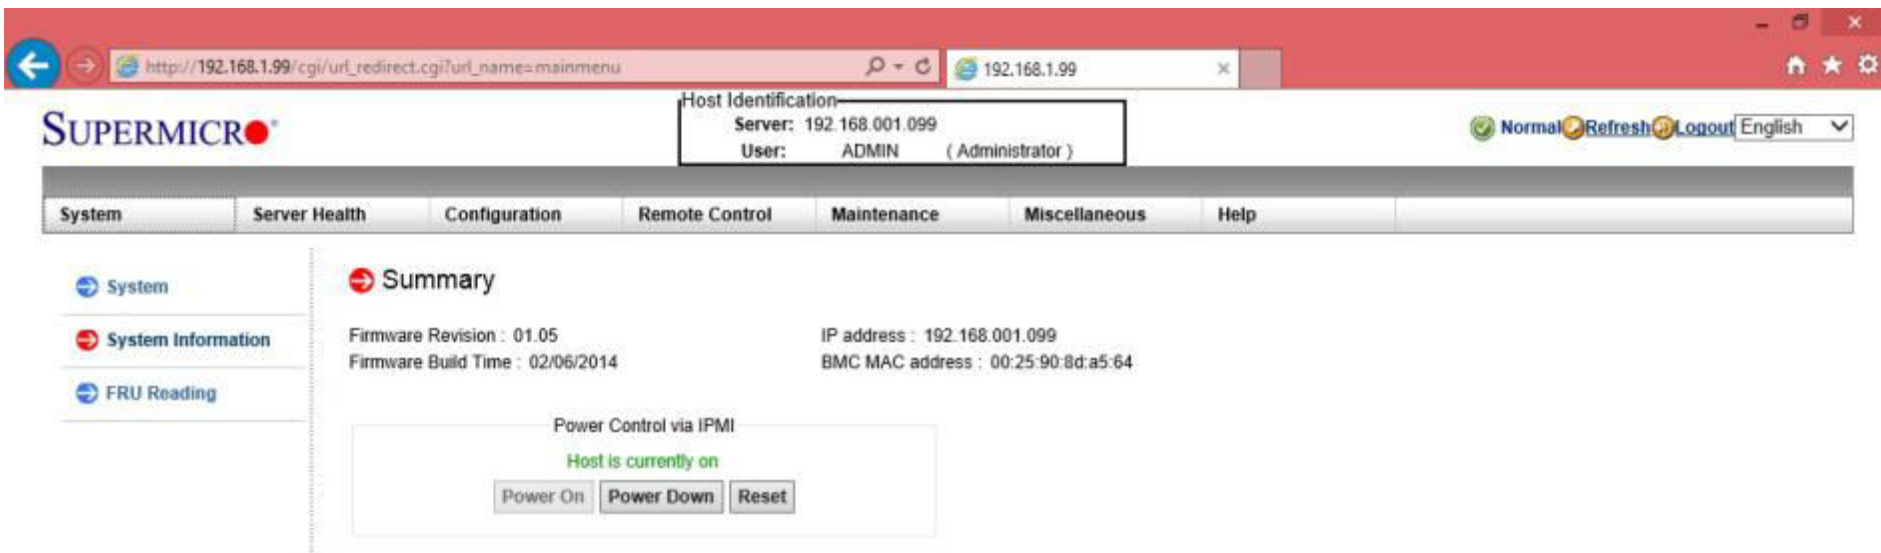 http://192.168.1.99/cgi/url_redirect.cgi?url_name=mainmenu
192.168.1.99
SUPERMICRO
Host Identification
Server: 192.168.001.099
User: ADMIN ( Administrator )
Normal Refresh Logout English
System Server Health Configuration Remote Control Maintenance Miscellaneous Help
System
System Information
FRU Reading
Summary
Firmware Revision : 01.05
Firmware Build Time : 02/06/2014
IP address : 192.168.001.099
BMC MAC address : 00:25:90:8d:a5:64
Power Control via IPMI
Host is currently on
Power On Power Down Reset